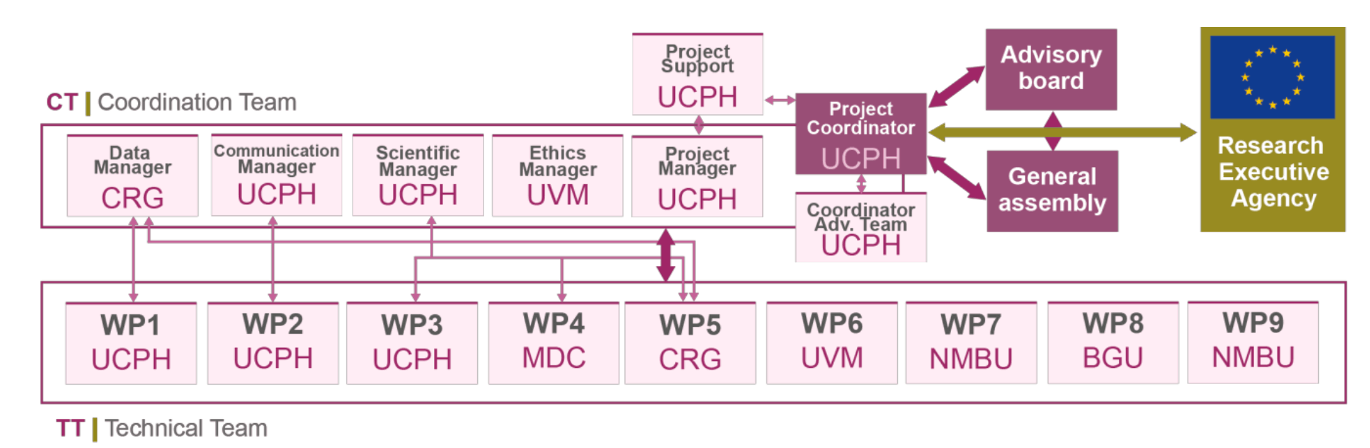 Project
Support
UCPH
Advisory
board
CT | Coordination Team
Project
Coordinator
UCPH
Research
Executive
Agency
Data
Manager
CRG
Communication
Manager
UCPH
Scientific
Manager
UCPH
Ethics
Manager
UVM
Project
Manager
UCPH
General
assembly
Coordinator
Adv. Team
UCPH
WP1
UCPH
WP2
UCPH
WP3
UCPH
WP4
MDC
WP5
CRG
WP6
UVM
WP7
NMBU
WP8
BGU
WP9
NMBU
TT | Technical Team